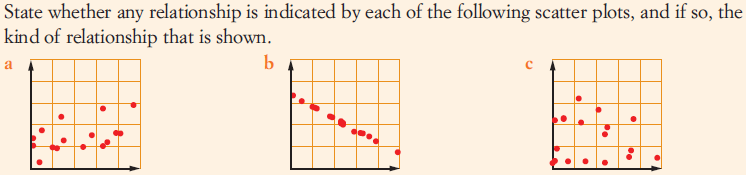 State whether any relationship is indicated by each of the following scatter plots, and if so, the
kind of relationship that is shown.
a b c